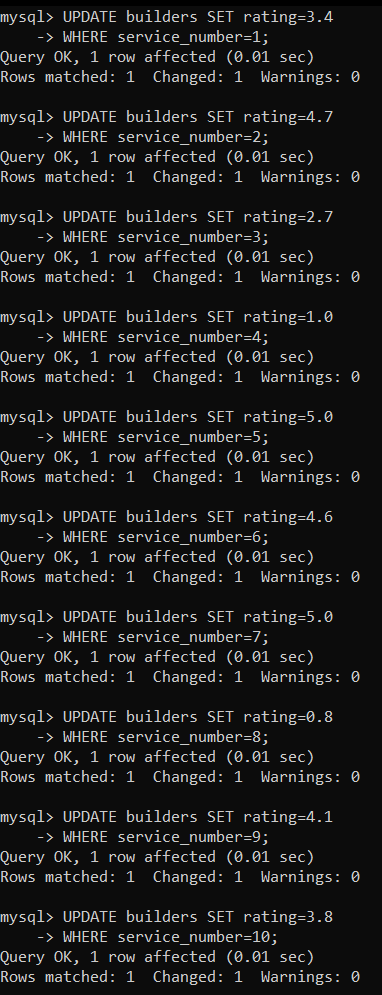 mysql> UPDATE builders SET rating=3.4
    -> WHERE service_number=1;
Query OK, 1 row affected (0.01 sec)
Rows matched: 1  Changed: 1  Warnings: 0

mysql> UPDATE builders SET rating=4.7
    -> WHERE service_number=2;
Query OK, 1 row affected (0.01 sec)
Rows matched: 1  Changed: 1  Warnings: 0

mysql> UPDATE builders SET rating=2.7
    -> WHERE service_number=3;
Query OK, 1 row affected (0.01 sec)
Rows matched: 1  Changed: 1  Warnings: 0

mysql> UPDATE builders SET rating=1.0
    -> WHERE service_number=4;
Query OK, 1 row affected (0.01 sec)
Rows matched: 1  Changed: 1  Warnings: 0

mysql> UPDATE builders SET rating=5.0
    -> WHERE service_number=5;
Query OK, 1 row affected (0.01 sec)
Rows matched: 1  Changed: 1  Warnings: 0

mysql> UPDATE builders SET rating=4.6
    -> WHERE service_number=6;
Query OK, 1 row affected (0.01 sec)
Rows matched: 1  Changed: 1  Warnings: 0

mysql> UPDATE builders SET rating=5.0
    -> WHERE service_number=7;
Query OK, 1 row affected (0.01 sec)
Rows matched: 1  Changed: 1  Warnings: 0

mysql> UPDATE builders SET rating=0.8
    -> WHERE service_number=8;
Query OK, 1 row affected (0.01 sec)
Rows matched: 1  Changed: 1  Warnings: 0

mysql> UPDATE builders SET rating=4.1
    -> WHERE service_number=9;
Query OK, 1 row affected (0.01 sec)
Rows matched: 1  Changed: 1  Warnings: 0

mysql> UPDATE builders SET rating=3.8
    -> WHERE service_number=10;
Query OK, 1 row affected (0.01 sec)
Rows matched: 1  Changed: 1  Warnings: 0